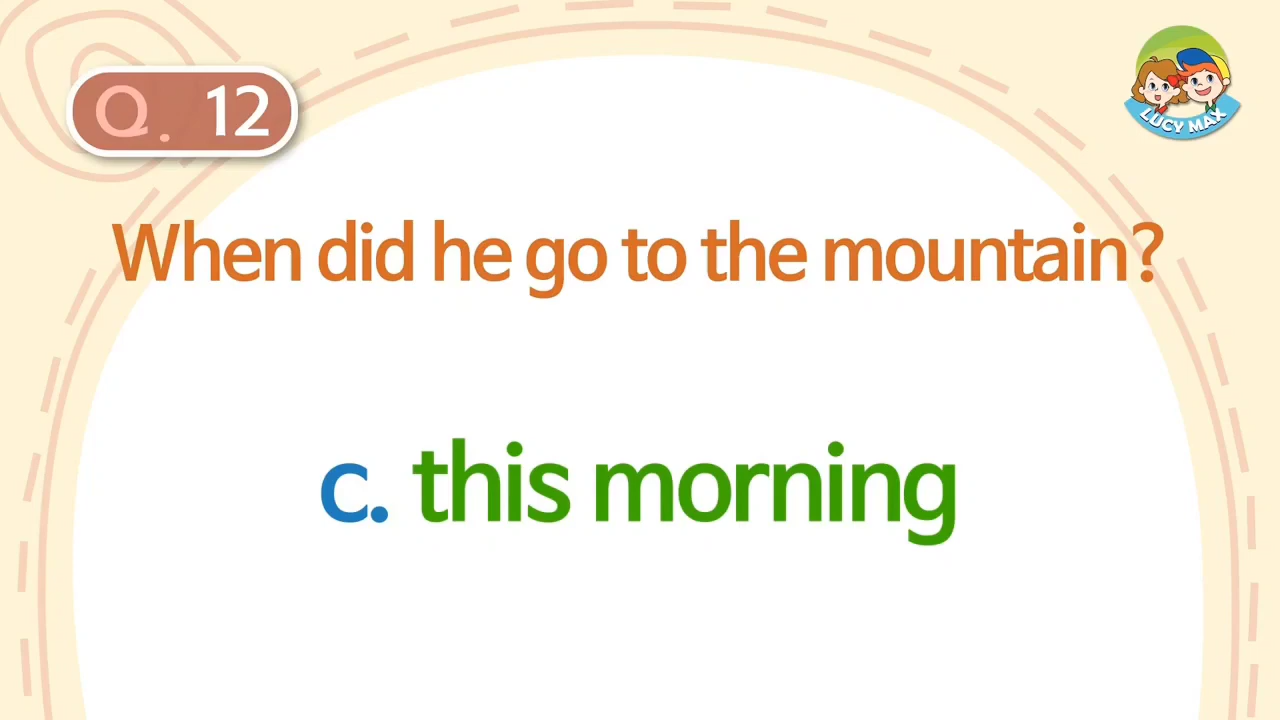 Q. 12
LUCY MAX
When did he go to the mountain?
c. this morning